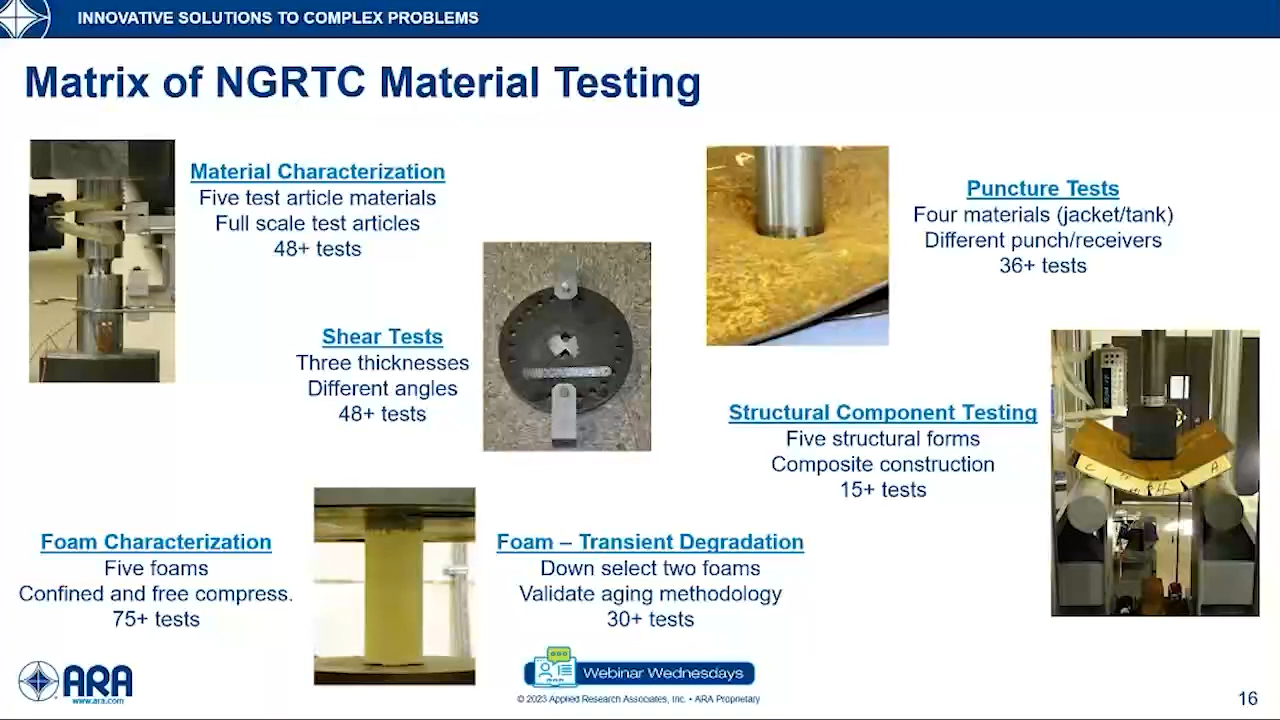 INNOVATIVE SOLUTIONS TO COMPLEX PROBLEMS
Matrix of NGRTC Material Testing
Material Characterization
Five test article materials
Full scale test articles
48+ tests
Puncture Tests
Four materials (jacket/tank)
Different punch/receivers
36+ tests
Shear Tests
Three thicknesses
Different angles
48+ tests
Structural Component Testing
Five structural forms
Composite construction
15+ tests
C
A
Foam Characterization
Five foams
Confined and free compress.
75+ tests
Foam – Transient Degradation
Down select two foams
Validate aging methodology
30+ tests
ARA
www.ara.com
Webinar Wednesdays
© 2023 Applied Research Associates, Inc. • ARA Proprietary
16